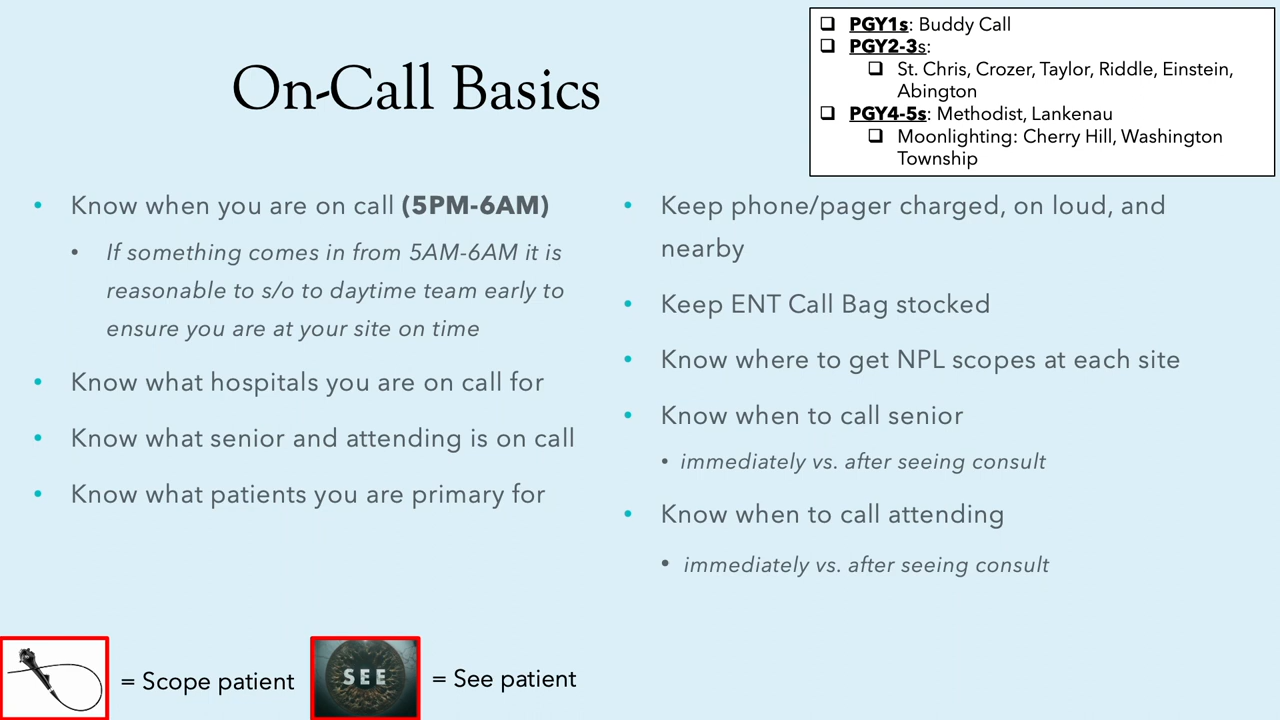 ❑ PGY1s: Buddy Call
❑ PGY2-3s:
❑ St. Chris, Crozer, Taylor, Riddle, Einstein,
Abington
❑ PGY4-5s: Methodist, Lankenau
❑ Moonlighting: Cherry Hill, Washington
Township
On-Call Basics
• Know when you are on call (5PM-6AM)
• If something comes in from 5AM-6AM it is
reasonable to s/o to daytime team early to
ensure you are at your site on time
• Know what hospitals you are on call for
• Know what senior and attending is on call
• Know what patients you are primary for
• Keep phone/pager charged, on loud, and
nearby
• Keep ENT Call Bag stocked
• Know where to get NPL scopes at each site
• Know when to call senior
• immediately vs. after seeing consult
• Know when to call attending
• immediately vs. after seeing consult
= Scope patient
SEE
= See patient